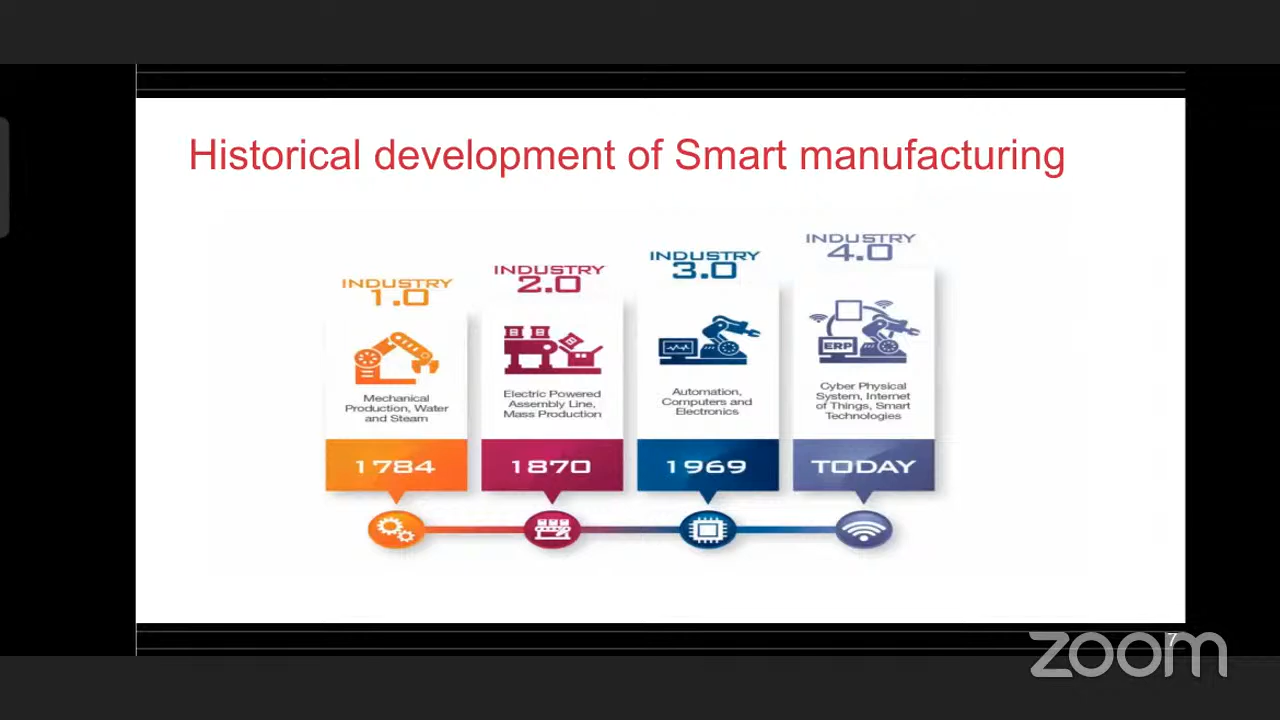 Historical development of Smart manufacturing
INDUSTRY
1.0
Mechanical
Production, Water
and Steam
1784
INDUSTRY
2.0
Electric Powered
Assembly Line,
Mass Production
1870
INDUSTRY
3.0
Automation,
Computers and
Electronics
1969
INDUSTRY
4.0
ERP
Cyber Physical
System, Internet
of Things, Smart
Technologies
TODAY
7
zoom